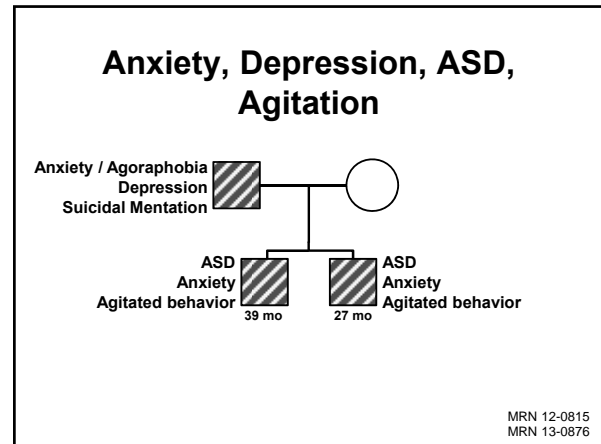 Anxiety, Depression, ASD,
Agitation
Anxiety / Agoraphobia
Depression
Suicidal Mentation
ASD
Anxiety
Agitated behavior
39 mo
ASD
Anxiety
Agitated behavior
27 mo
MRN 12-0815
MRN 13-0876